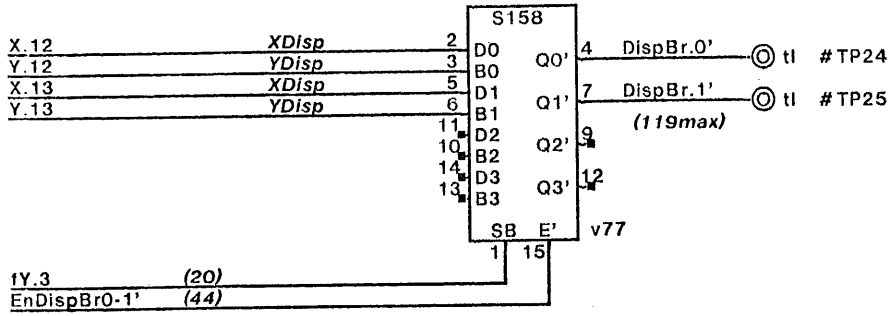 S158
X.12 XDisp 2 D0 Q0' 4 DispBr.0' tl #TP24
Y.12 YDisp 3 B0
X.13 XDisp 5 D1 Q1' 7 DispBr.1' tl #TP25
Y.13 YDisp 6 B1 (119max)
11 D2 Q2' 9
10 B2
14 D3 Q3' 12
13 B3
SB E' v77
1 15
fY.3 (20)
EnDispBr0-1' (44)